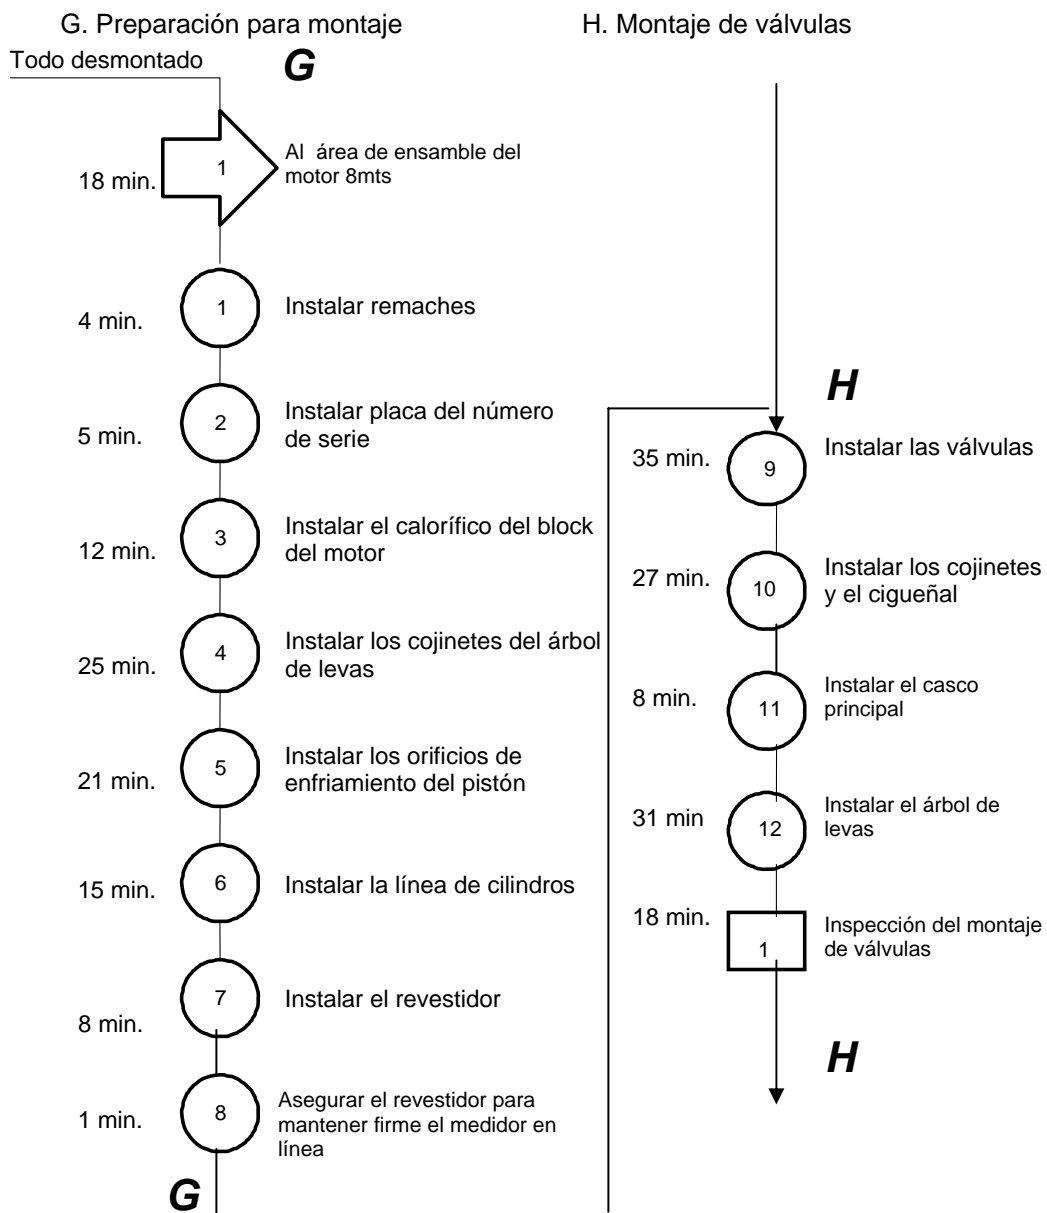 G. Preparación para montaje
Todo desmontado
G
18 min.
1
Al área de ensamble del
motor 8mts
4 min.
1
Instalar remaches
5 min.
2
Instalar placa del número
de serie
12 min.
3
Instalar el calorífico del block
del motor
25 min.
4
Instalar los cojinetes del árbol
de levas
21 min.
5
Instalar los orificios de
enfriamiento del pistón
15 min.
6
Instalar la línea de cilindros
8 min.
7
Instalar el revestidor
1 min.
8
Asegurar el revestidor para
mantener firme el medidor en
línea
G
H. Montaje de válvulas
H
35 min.
9
Instalar las válvulas
27 min.
10
Instalar los cojinetes
y el cigueñal
8 min.
11
Instalar el casco
principal
31 min
12
Instalar el árbol de
levas
18 min.
1
Inspección del montaje
de válvulas
H